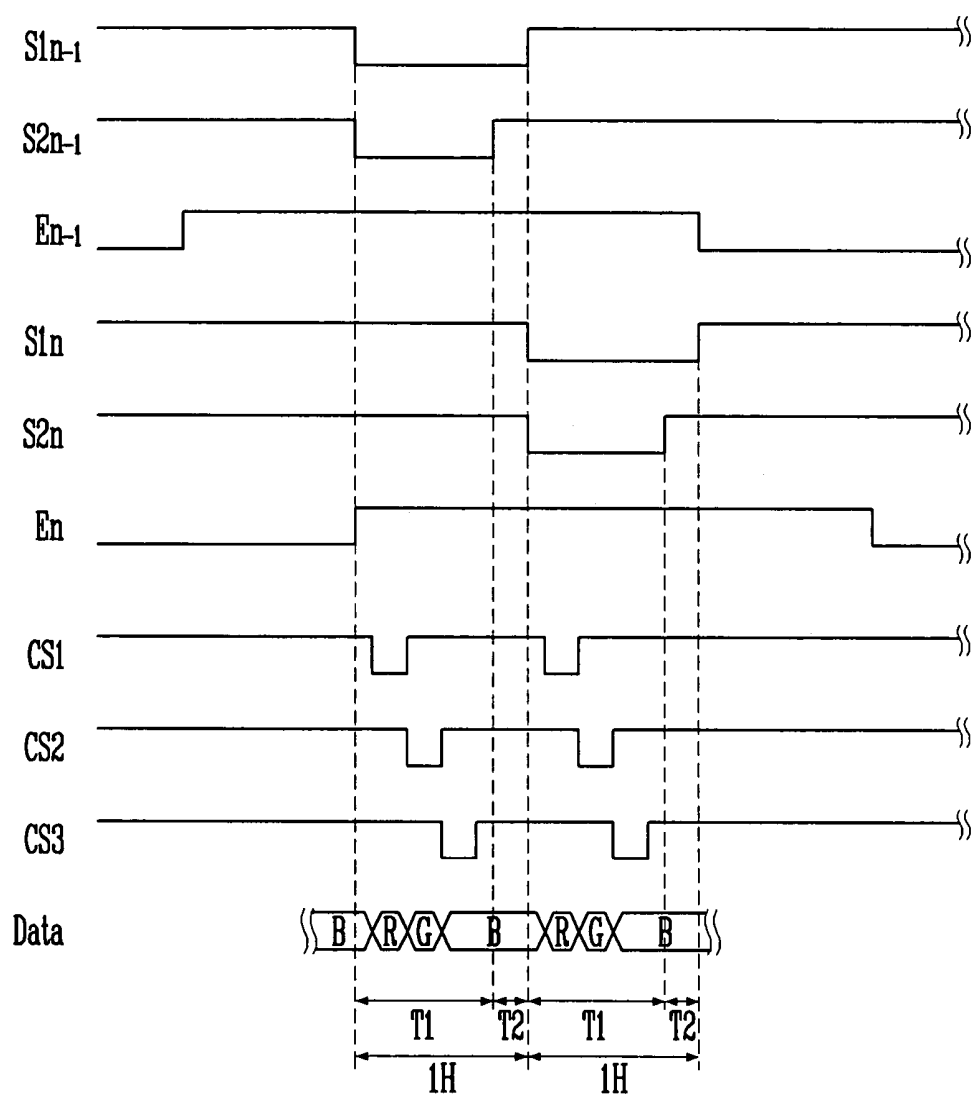 S1n-1
S2n-1
En-1
S1n
S2n
En
CS1
CS2
CS3
Data B R G B R G B
T1 T2 T1 T2
1H 1H